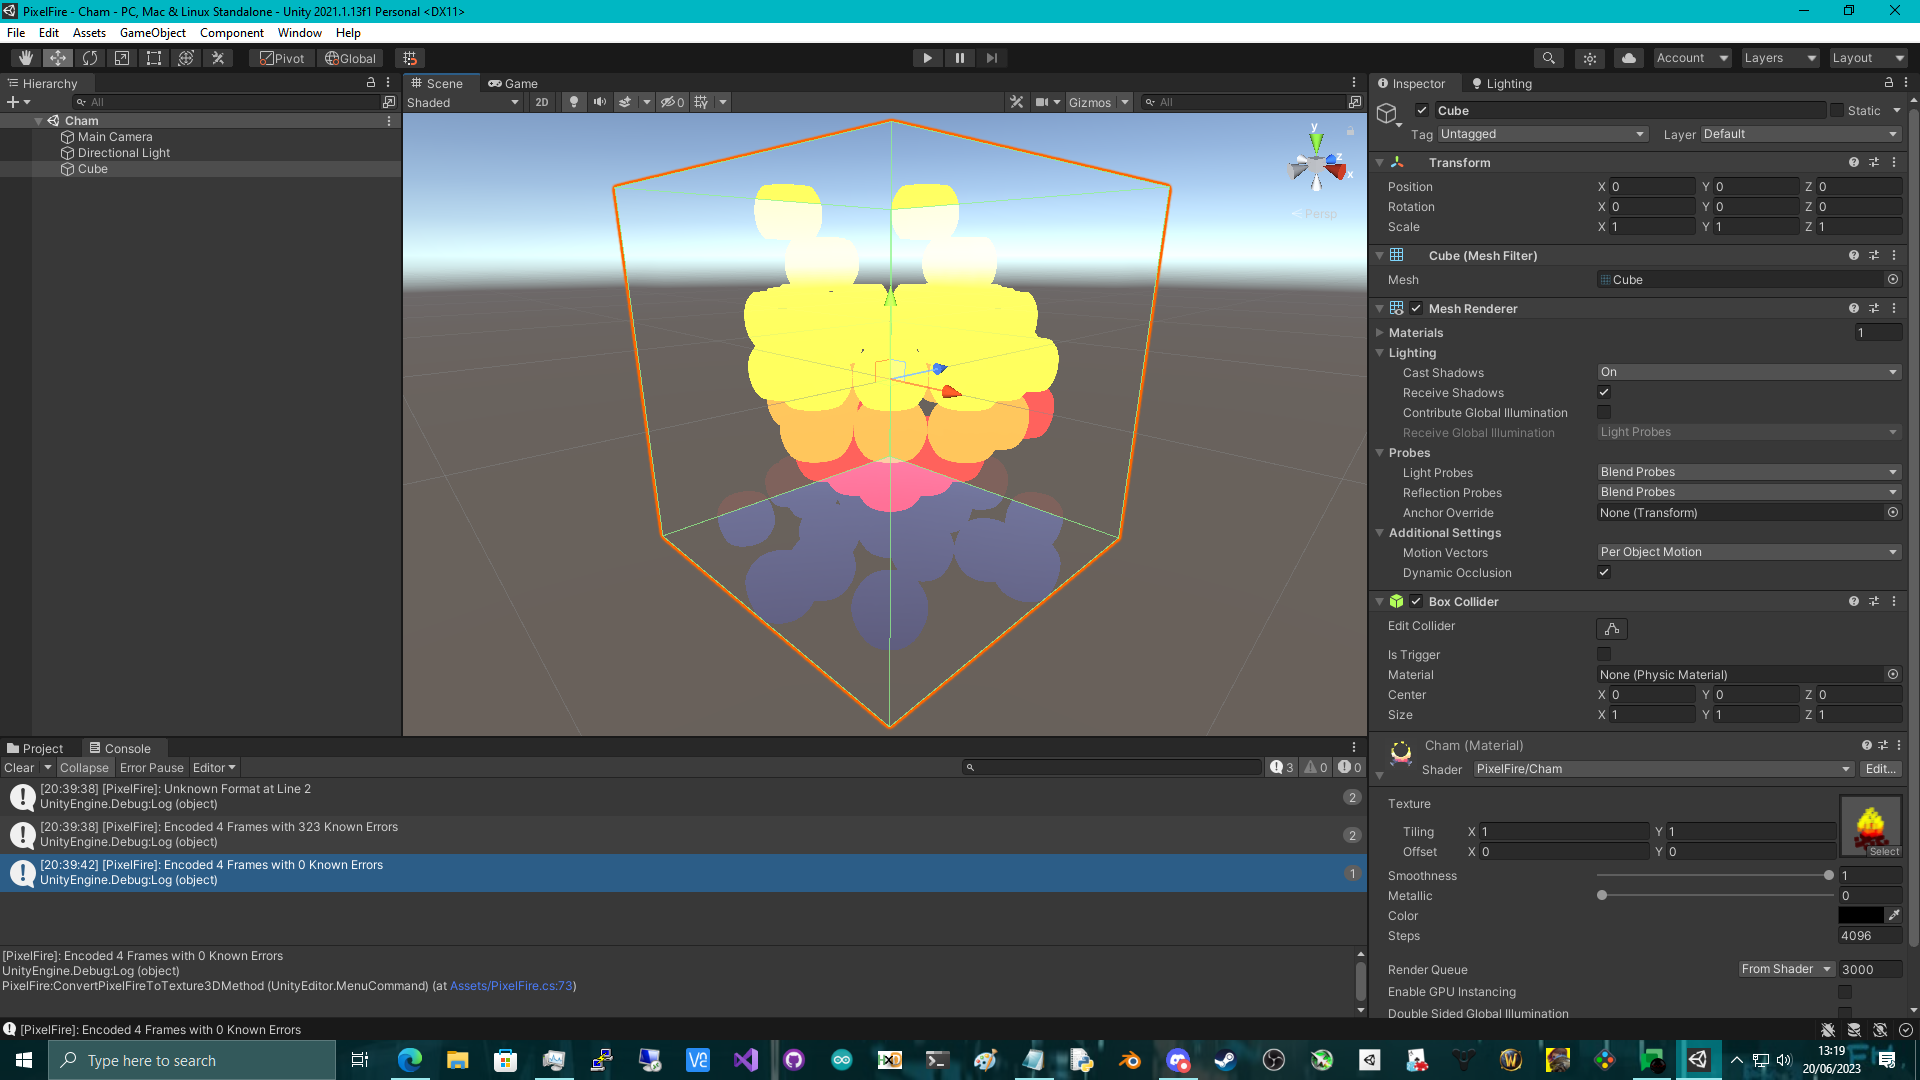 PixelFire - Cham - PC, Mac & Linux Standalone - Unity 2021.1.13f1 Personal <DX11>
File Edit Assets GameObject Component Window Help
Pivot Global Account Layers Layout
Hierarchy
All
Cham
Main Camera
Directional Light
Cube
Scene Game
Shaded 2D 0 Gizmos All
y
z
x
Persp
Inspector Lighting
Cube Static
Tag Untagged Layer Default
Transform
Position X 0 Y 0 Z 0
Rotation X 0 Y 0 Z 0
Scale X 1 Y 1 Z 1
Cube (Mesh Filter)
Mesh Cube
Mesh Renderer
Materials 1
Lighting
Cast Shadows On
Receive Shadows
Contribute Global Illumination
Receive Global Illumination Light Probes
Probes
Light Probes Blend Probes
Reflection Probes Blend Probes
Anchor Override None (Transform)
Additional Settings
Motion Vectors Per Object Motion
Dynamic Occlusion
Box Collider
Edit Collider
Is Trigger
Material None (Physic Material)
Center X 0 Y 0 Z 0
Size X 1 Y 1 Z 1
Cham (Material)
Shader PixelFire/Cham Edit...
Texture
Tiling X 1 Y 1
Offset X 0 Y 0
Select
Smoothness 1
Metallic 0
Color
Steps 4096
Render Queue From Shader 3000
Enable GPU Instancing
Double Sided Global Illumination
Project Console
Clear Collapse Error Pause Editor 3 0 0
[20:39:38] [PixelFire]: Unknown Format at Line 2
UnityEngine.Debug:Log (object)
2
[20:39:38] [PixelFire]: Encoded 4 Frames with 323 Known Errors
UnityEngine.Debug:Log (object)
2
[20:39:42] [PixelFire]: Encoded 4 Frames with 0 Known Errors
UnityEngine.Debug:Log (object)
1
[PixelFire]: Encoded 4 Frames with 0 Known Errors
UnityEngine.Debug:Log (object)
PixelFire:ConvertPixelFireToTexture3DMethod (UnityEditor.MenuCommand) (at Assets/PixelFire.cs:73)
[PixelFire]: Encoded 4 Frames with 0 Known Errors
Type here to search
13:19
20/06/2023